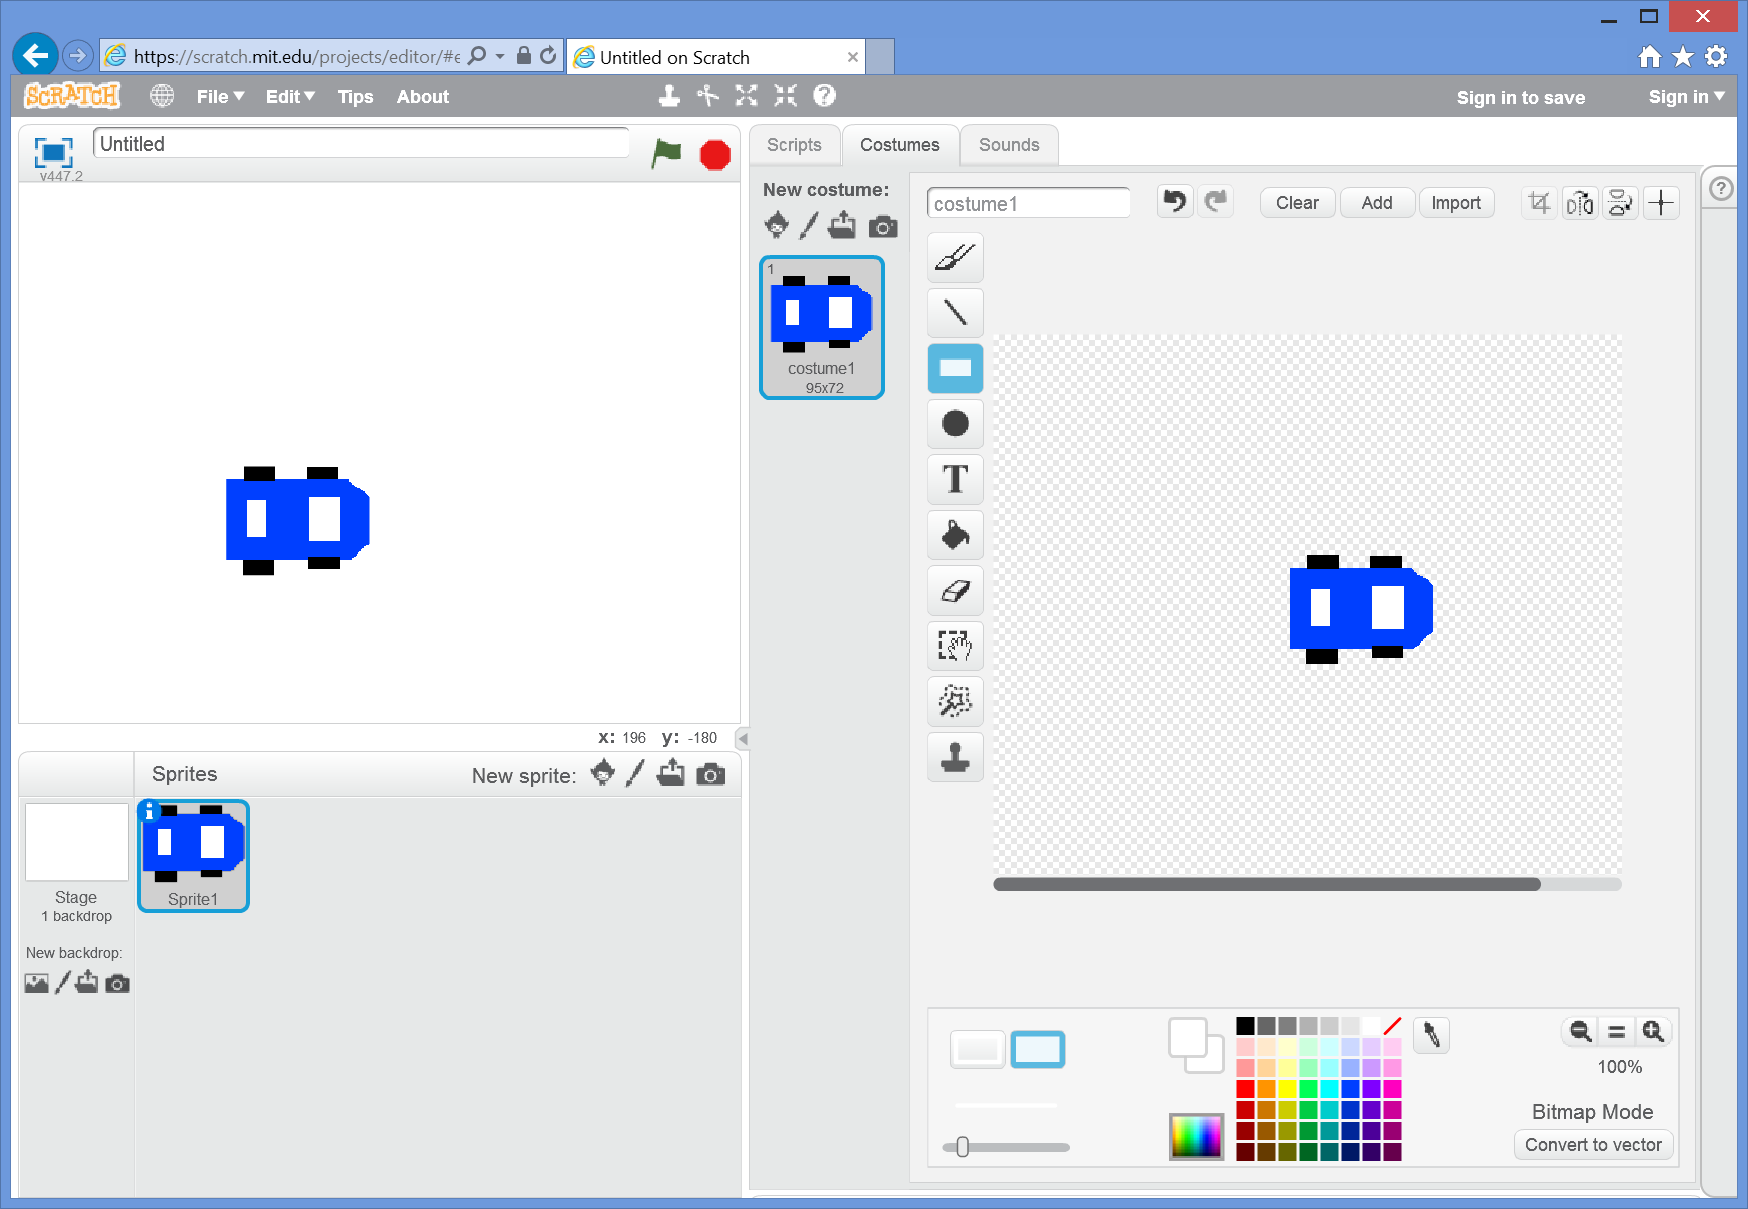 https://scratch.mit.edu/projects/editor/#e
Untitled on Scratch
SCRATCH
File
Edit
Tips
About
Sign in to save
Sign in
Untitled
v447.2
Scripts
Costumes
Sounds
New costume:
costume1
Clear
Add
Import
1
costume1
95x72
T
x: 196 y: -180
Sprites
New sprite:
Stage
1 backdrop
Sprite1
New backdrop:
100%
Bitmap Mode
Convert to vector